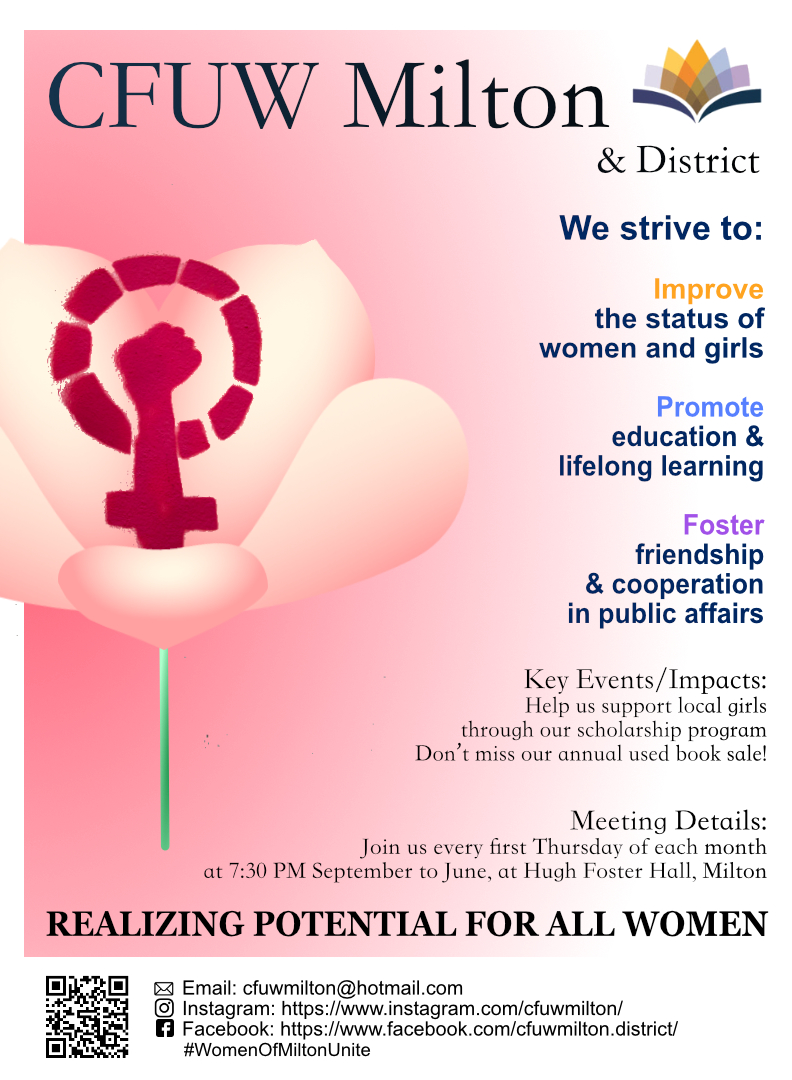 CFUW Milton
& District
We strive to:
Improve
the status of
women and girls
Promote
education &
lifelong learning
Foster
friendship
& cooperation
in public affairs
Key Events/Impacts:
Help us support local girls
through our scholarship program
Don't miss our annual used book sale!
Meeting Details:
Join us every first Thursday of each month
at 7:30 PM September to June, at Hugh Foster Hall, Milton
REALIZING POTENTIAL FOR ALL WOMEN
Email: cfuwmilton@hotmail.com
Instagram: https://www.instagram.com/cfuwmilton/
Facebook: https://www.facebook.com/cfuwmilton.district/
#WomenOfMiltonUnite